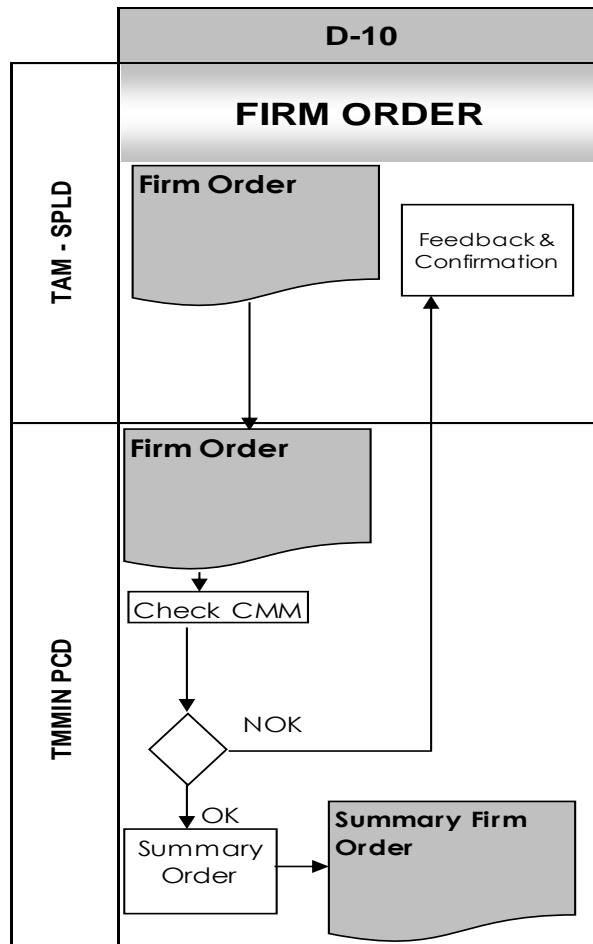 D-10
FIRM ORDER
TAM - SPLD
Firm Order
Feedback &
Confirmation
TMMIN PCD
Firm Order
Check CMM
NOK
OK
Summary
Order
Summary Firm
Order